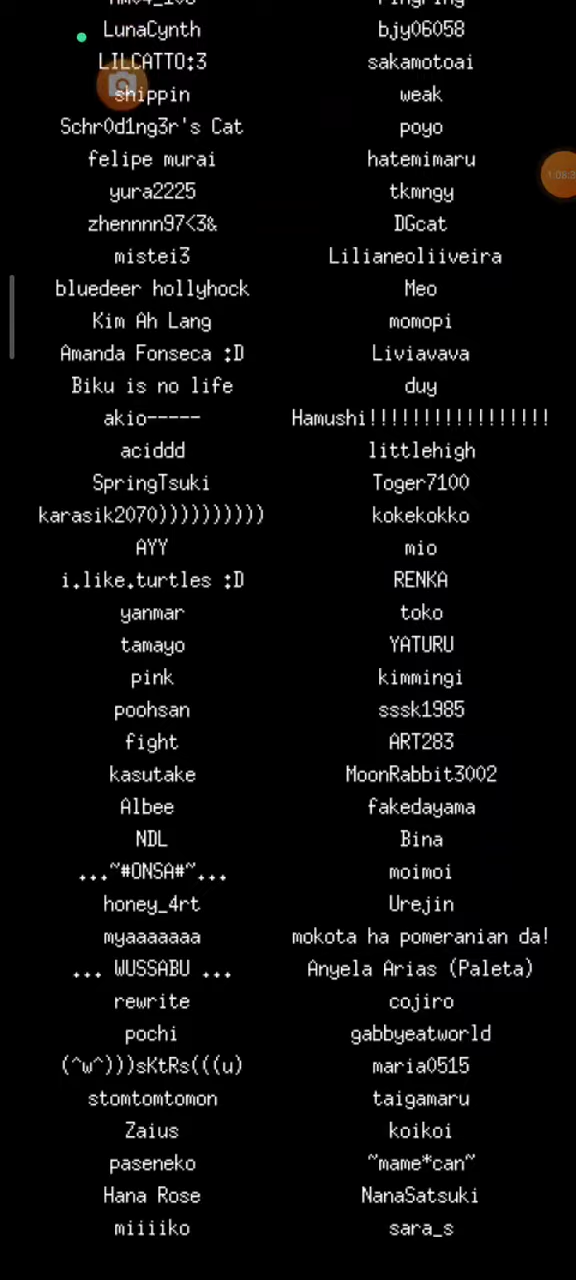 LunaCynth bjy06058
LILCATTO:3 sakamotoai
shippin weak
Schr0d1ng3r's Cat poyo
felipe murai hatemimaru
yura2225 tkmngy
zhennnn97<3& DGcat
mistei3 Lilianeoliiveira
bluedeer hollyhock Meo
Kim Ah Lang momopi
Amanda Fonseca :D Liviavava
Biku is no life duy
akio----- Hamushi!!!!!!!!!!!!!!!!!
aciddd littlehigh
SpringTsuki Toger7100
karasik2070)))))))))) kokekokko
AYY mio
i.like.turtles :D RENKA
yanmar toko
tamayo YATURU
pink kimmingi
poohsan sssk1985
fight ART283
kasutake MoonRabbit3002
Albee fakedayama
NDL Bina
...~#ONSA#~... moimoi
honey_4rt Urejin
myaaaaaaa mokota ha pomeranian da!
... WUSSABU ... Anyela Arias (Paleta)
rewrite cojiro
pochi gabbyeatworld
(^w^)))sKtRs(((u) maria0515
stomtomtomon taigamaru
Zaius koikoi
paseneko ~mame*can~
Hana Rose NanaSatsuki
miiiiko sara_s